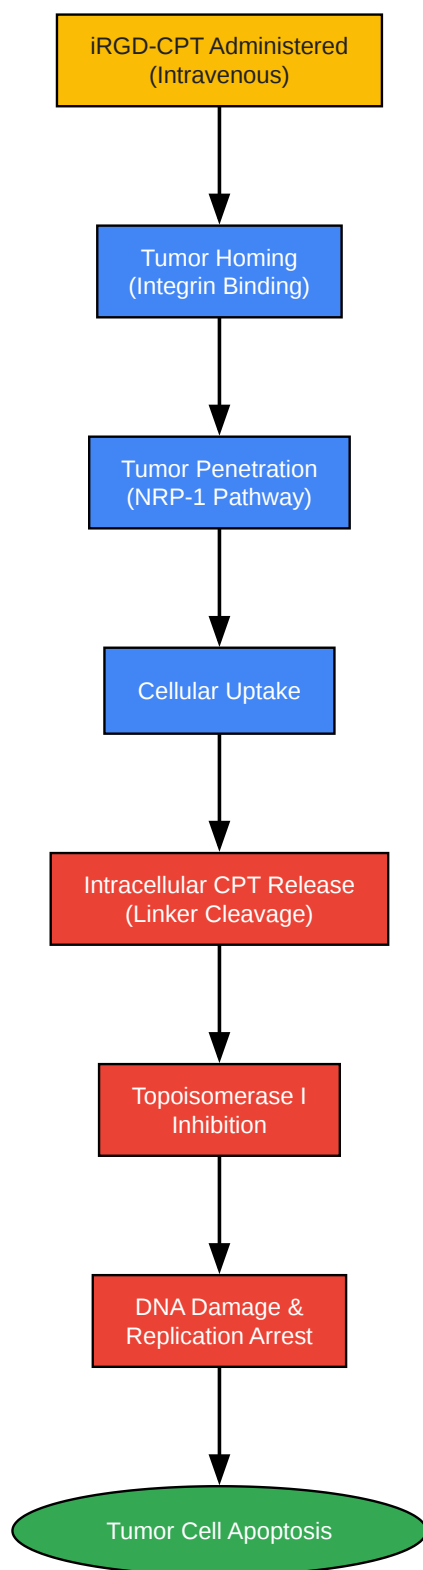 iRGD-CPT Administered
(Intravenous)
Tumor Homing
(Integrin Binding)
Tumor Penetration
(NRP-1 Pathway)
Cellular Uptake
Intracellular CPT Release
(Linker Cleavage)
Topoisomerase I
Inhibition
DNA Damage &
Replication Arrest
Tumor Cell Apoptosis